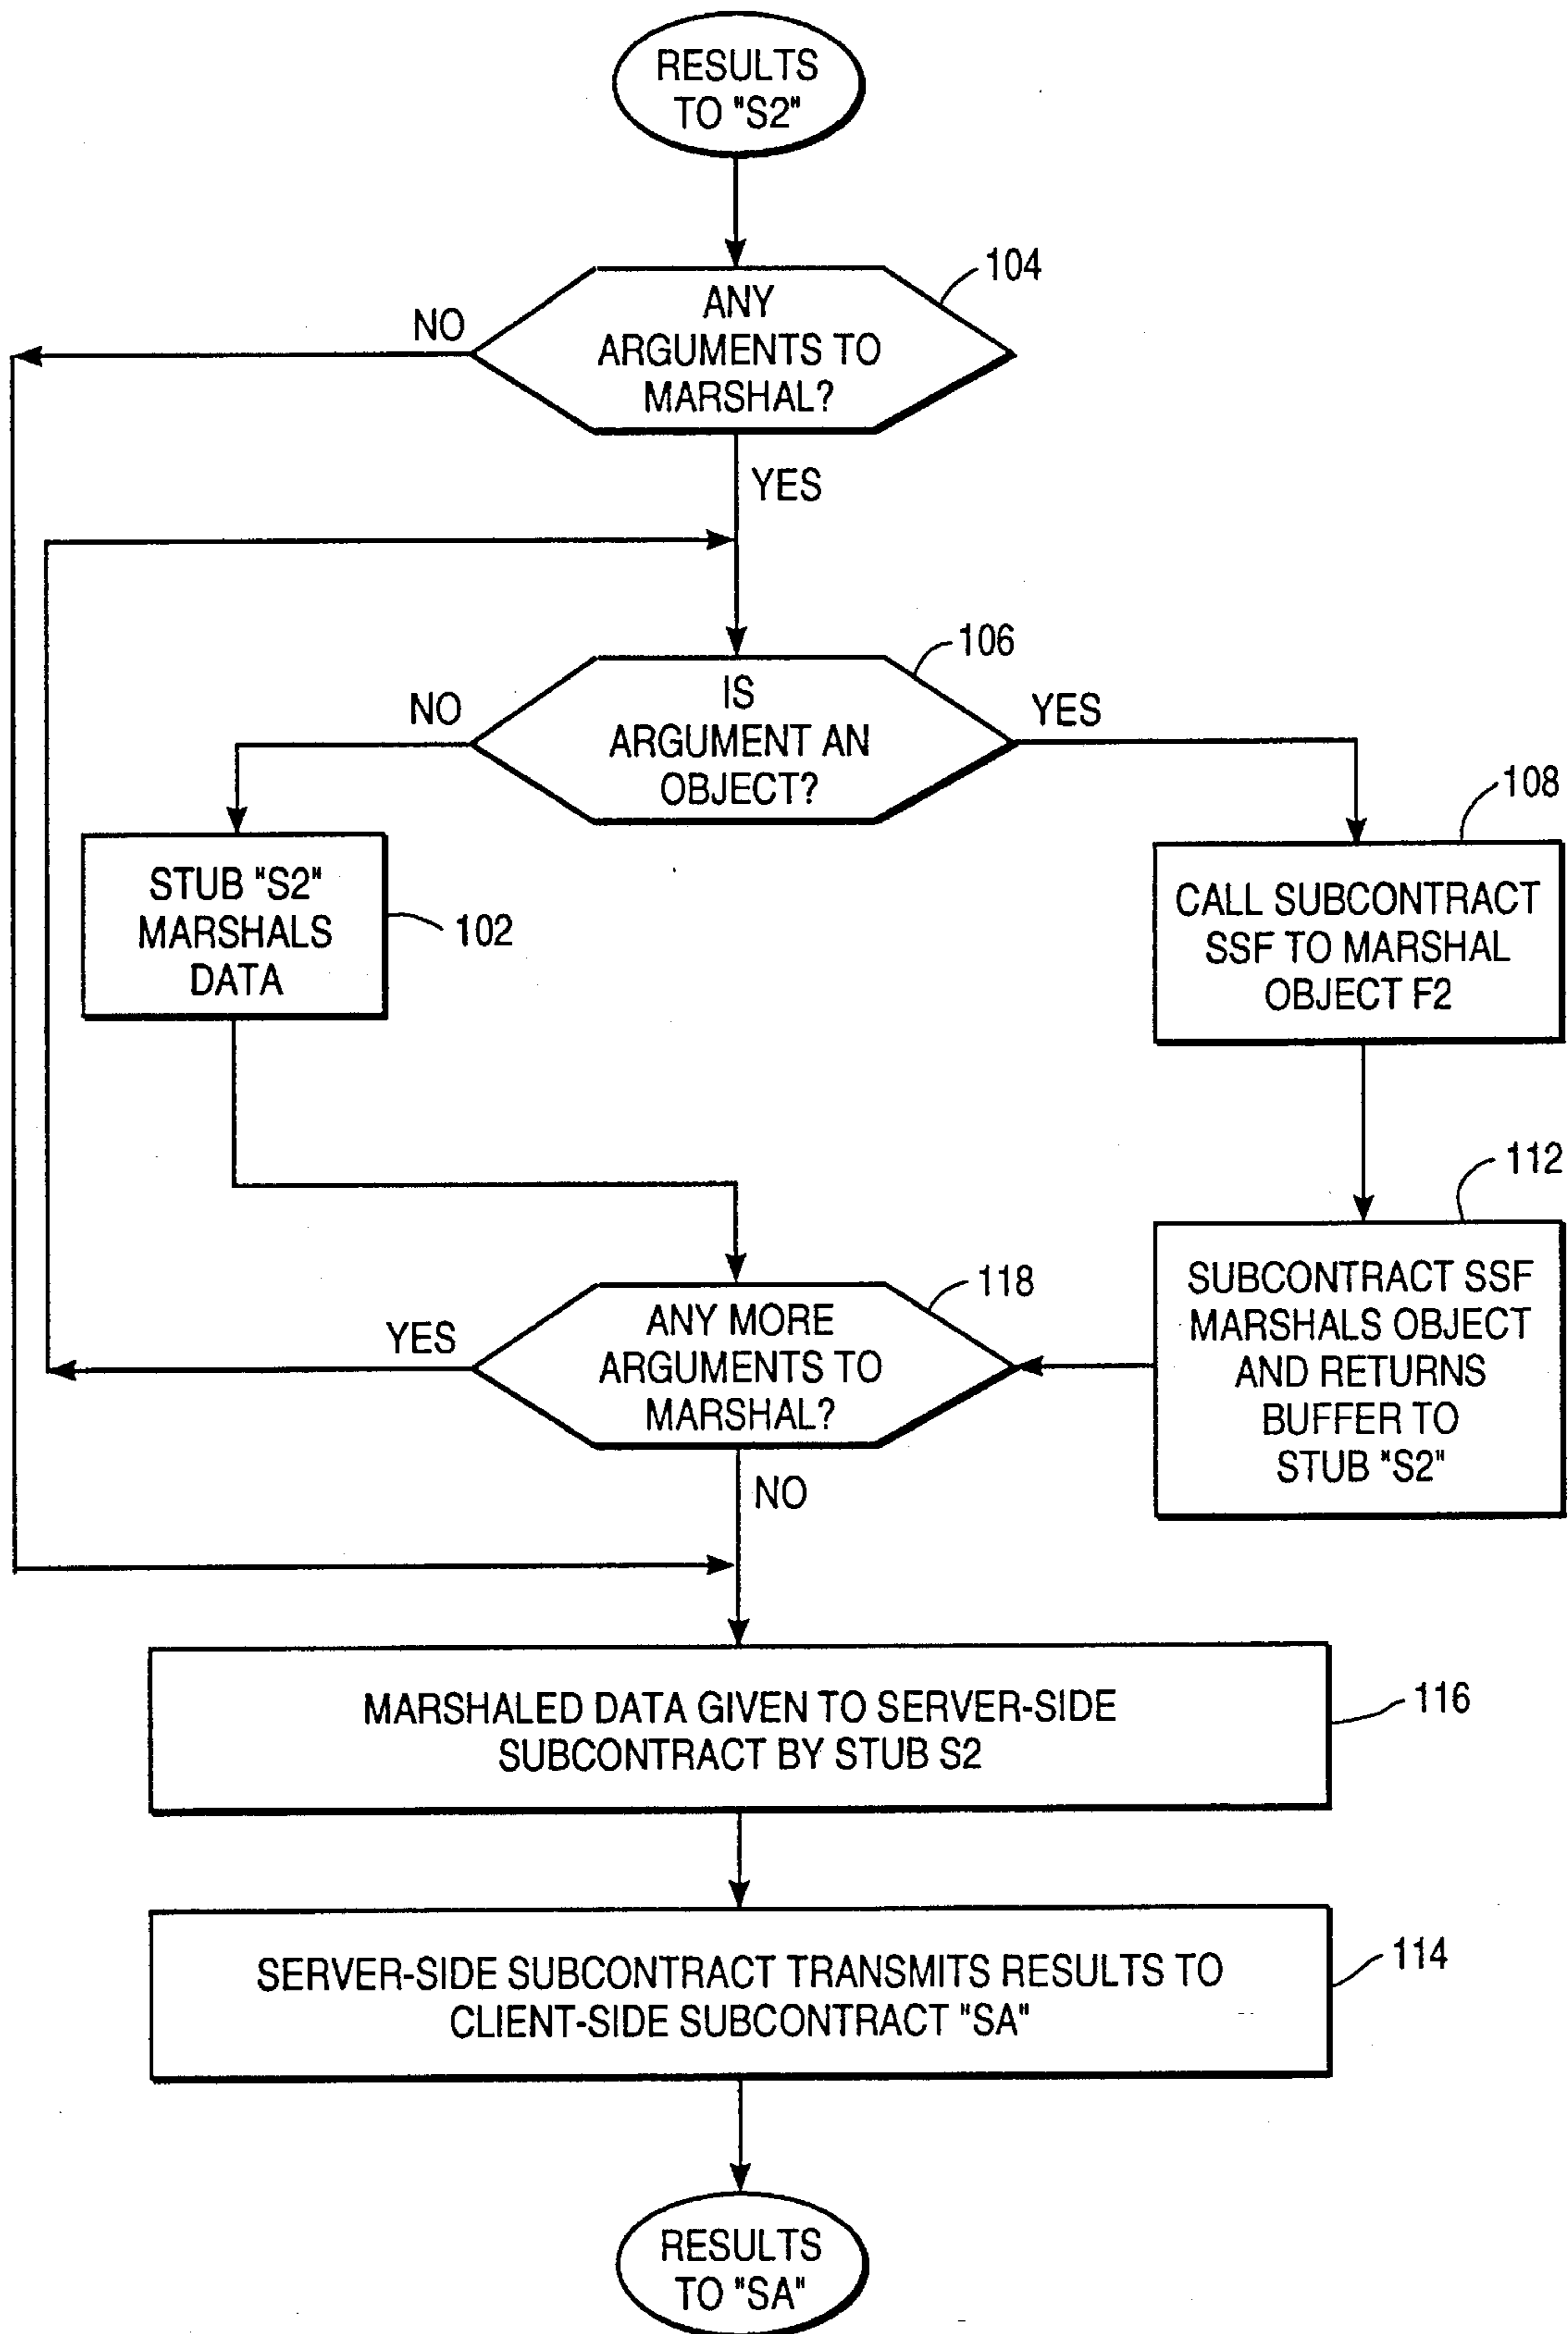 RESULTS
TO "S2"
104
ANY
ARGUMENTS TO
MARSHAL?
NO
YES
106
IS
ARGUMENT AN
OBJECT?
NO
YES
108
STUB "S2"
MARSHALS
DATA
102
CALL SUBCONTRACT
SSF TO MARSHAL
OBJECT F2
112
SUBCONTRACT SSF
MARSHALS OBJECT
AND RETURNS
BUFFER TO
STUB "S2"
118
ANY MORE
ARGUMENTS TO
MARSHAL?
YES
NO
MARSHALED DATA GIVEN TO SERVER-SIDE
SUBCONTRACT BY STUB S2
116
SERVER-SIDE SUBCONTRACT TRANSMITS RESULTS TO
CLIENT-SIDE SUBCONTRACT "SA"
114
RESULTS
TO "SA"